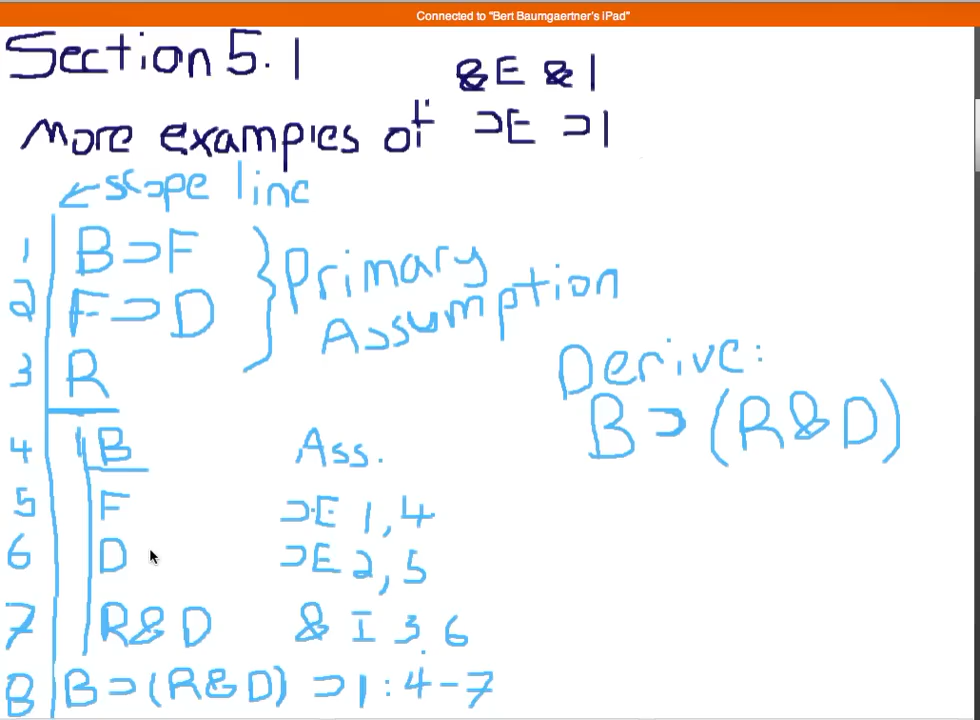 Connected to "Bert Baumgaertner's iPad"
Section 5.1
&E &I
More examples of ⊃E ⊃I
← scope line
1 B⊃F
2 F⊃D
3 R
Primary
Assumption
Derive:
B⊃(R&D)
4 B Ass.
5 F ⊃E 1,4
6 D ⊃E 2,5
7 R&D &I 3,6
8 B⊃(R&D) ⊃I:4-7